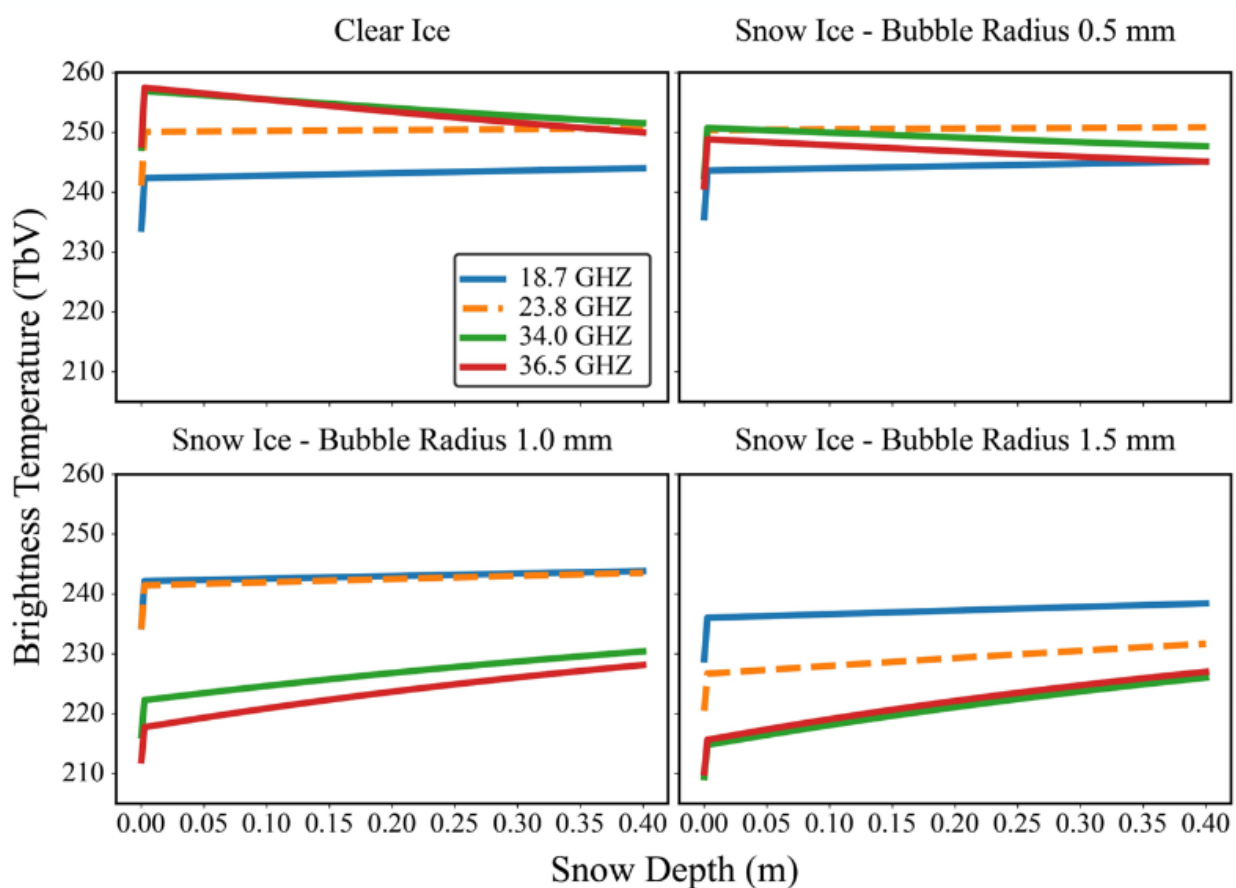 Clear Ice
Snow Ice - Bubble Radius 0.5 mm
Brightness Temperature (TbV)
260
250
240
230
220
210
18.7 GHZ
23.8 GHZ
34.0 GHZ
36.5 GHZ
Snow Ice - Bubble Radius 1.0 mm
Snow Ice - Bubble Radius 1.5 mm
260
250
240
230
220
210
0.00 0.05 0.10 0.15 0.20 0.25 0.30 0.35 0.40
0.00 0.05 0.10 0.15 0.20 0.25 0.30 0.35 0.40
Snow Depth (m)